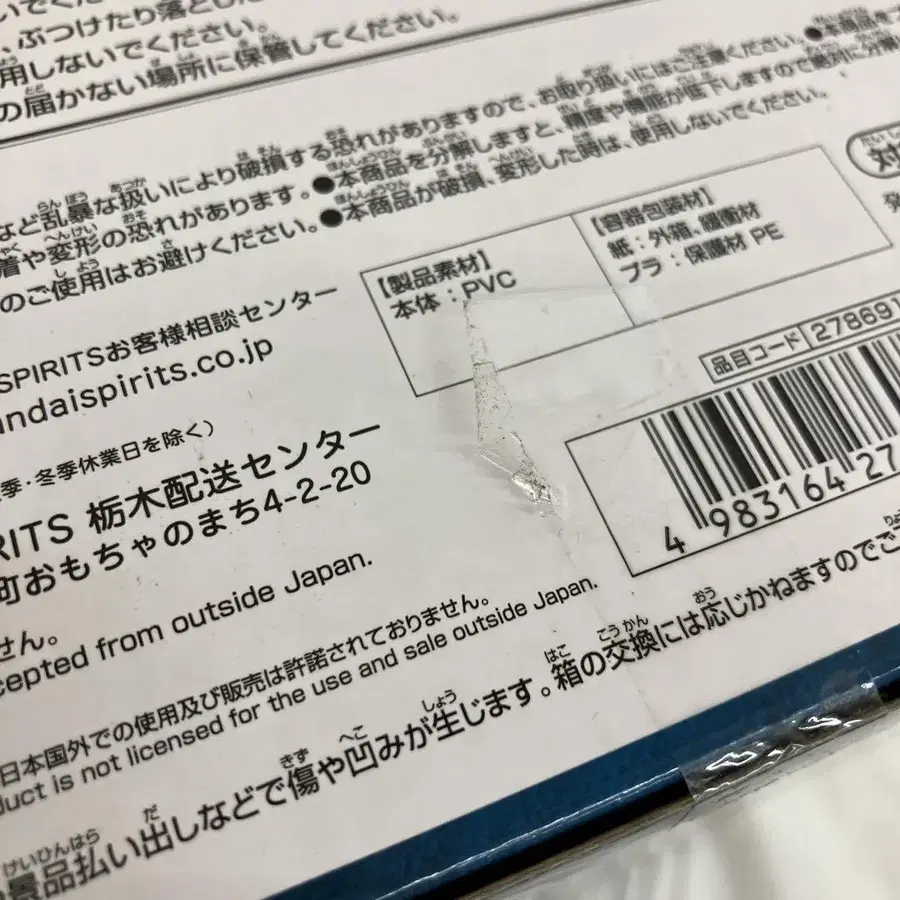 いでくだ
、ぶつけたり落とし
用しないでください。
の届かない場所に保管してください。
など乱暴な扱いにより破損する恐れがありますので、お取り扱いにはご注意ください。●本商品を
着や変形の恐れがあります。●本商品を分解しますと、精度や機能が低下しますので絶対に分解
のご使用はお避けください。●本商品が破損、変形した時は、使用しないでください。
【製品素材】
本体：PVC
【容器包装材】
紙：外箱、緩衝材
プラ：保護材 PE
対
発
SPIRITSお客様相談センター
andaispirits.co.jp
季・冬季休業日を除く）
RITS 栃木配送センター
町おもちゃのまち4-2-20
せん。
cepted from outside Japan.
品目コード 278691
4 983164 27
日本国外での使用及び販売は許諾されておりません。
duct is not licensed for the use and sale outside Japan.
景品払い出しなどで傷や凹みが生じます。箱の交換には応じかねますのでご